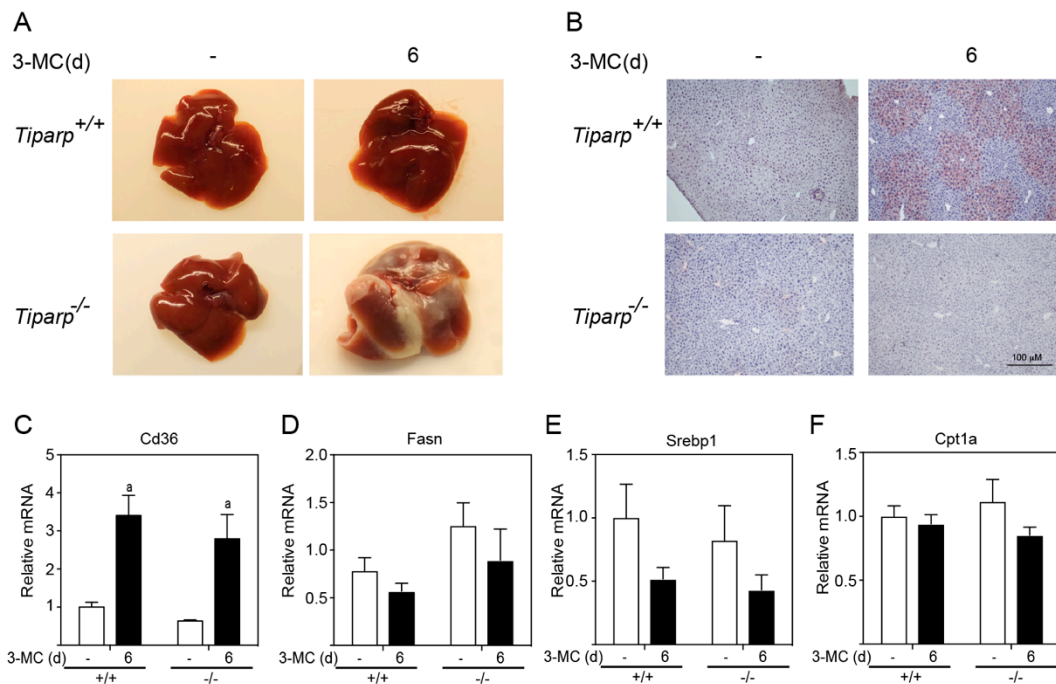 A
3-MC(d) - 6
Tiparp+/+
Tiparp-/-
B
3-MC(d) - 6
Tiparp+/+
Tiparp-/-
100 µM
C
Cd36
Relative mRNA
5
4
3
2
1
0
a a
3-MC (d) - 6 - 6
+/+ -/-
D
Fasn
Relative mRNA
2.0
1.5
1.0
0.5
3-MC (d) - 6 - 6
+/+ -/-
E
Srebp1
Relative mRNA
1.5
1.0
0.5
3-MC (d) - 6 - 6
+/+ -/-
F
Cpt1a
Relative mRNA
1.5
1.0
0.5
0
3-MC (d) - 6 - 6
+/+ -/-